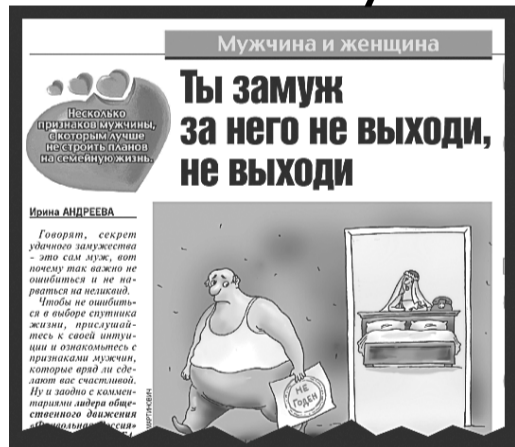 Мужчина и женщина
Несколько
признаков мужчины,
с которым лучше
не строить планов
на семейную жизнь.
Ты замуж
за него не выходи,
не выходи
Ирина АНДРЕЕВА
Говорят, секрет
удачного замужества
- это сам муж, вот
почему так важно не
ошибиться и не на-
рваться на неликвид.
Чтобы не ошибить-
ся в выборе спутника
жизни, прислушай-
тесь к своей интуи-
ции и ознакомьтесь с
признаками мужчин,
которые вряд ли сде-
лают вас счастливой.
Ну и заодно с коммен-
тариями лидера обще-
ственного движения
НЕ
ГОДЕН
МАРТИНОВИЧ